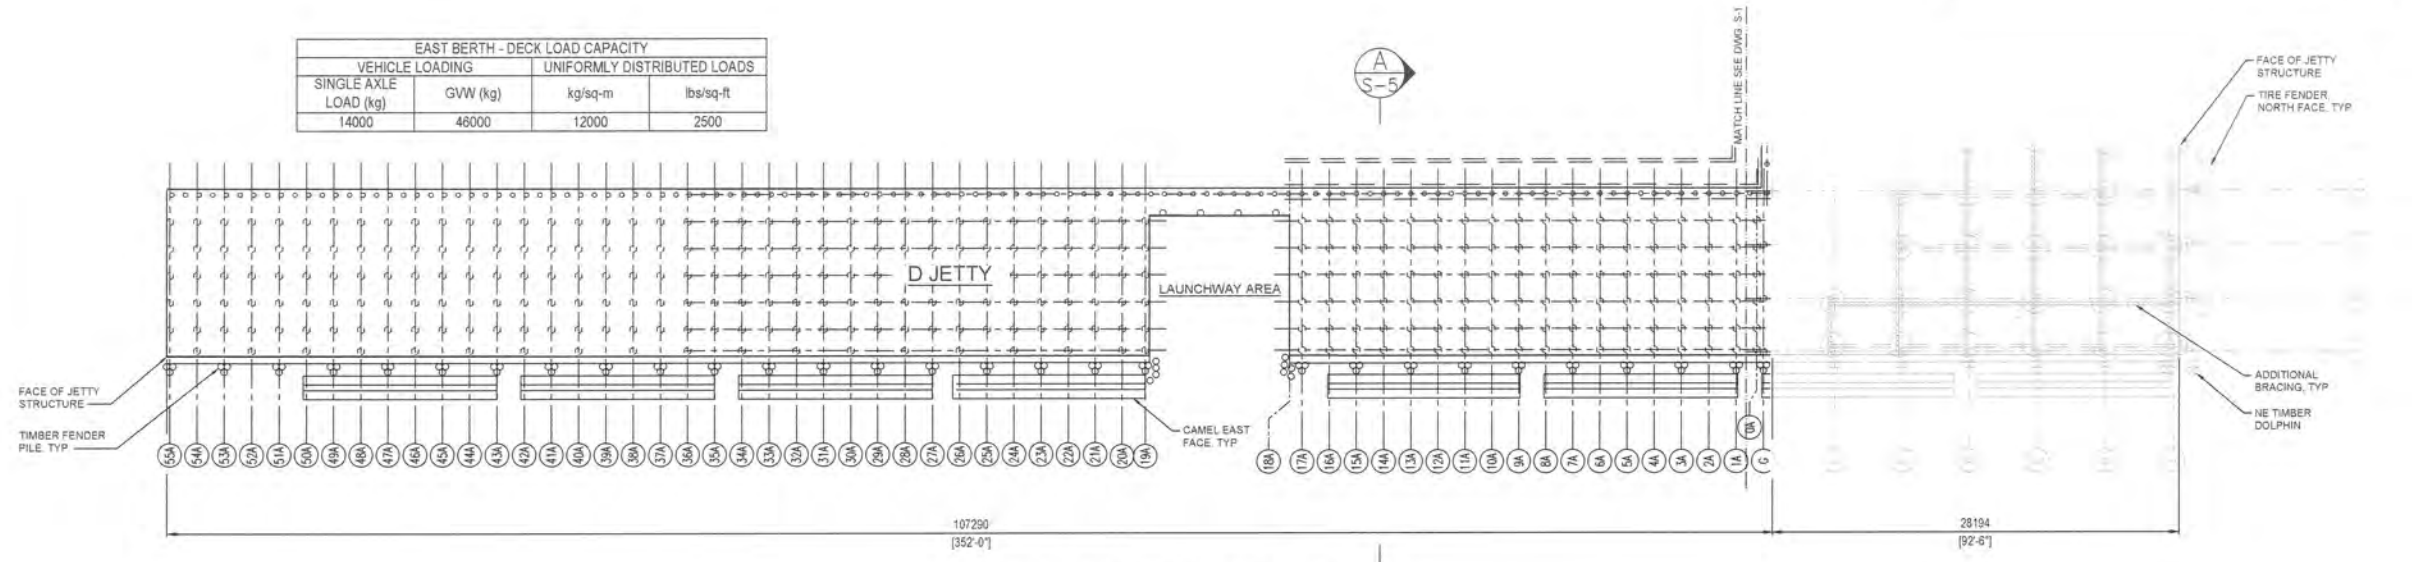 EAST BERTH - DECK LOAD CAPACITY
VEHICLE LOADING UNIFORMLY DISTRIBUTED LOADS
SINGLE AXLE
LOAD (kg) GVW (kg) kg/sq-m lbs/sq-ft
14000 46000 12000 2500
A
S-5
MATCH LINE SEE DWG. S-1
FACE OF JETTY
STRUCTURE
TIRE FENDER
NORTH FACE, TYP
D JETTY
LAUNCHWAY AREA
FACE OF JETTY
STRUCTURE
TIMBER FENDER
PILE, TYP
CAMEL EAST
FACE, TYP
ADDITIONAL
BRACING, TYP
NE TIMBER
DOLPHIN
55A 54A 53A 52A 51A 50A 49A 48A 47A 46A 45A 44A 43A 42A 41A 40A 39A 38A 37A 36A 35A 34A 33A 32A 31A 30A 29A 28A 27A 26A 25A 24A 23A 22A 21A 20A 19A 18A 17A 16A 15A 14A 13A 12A 11A 10A 9A 8A 7A 6A 5A 4A 3A 2A 1A 0A G
107290
[352'-0"]
28194
[92'-6"]